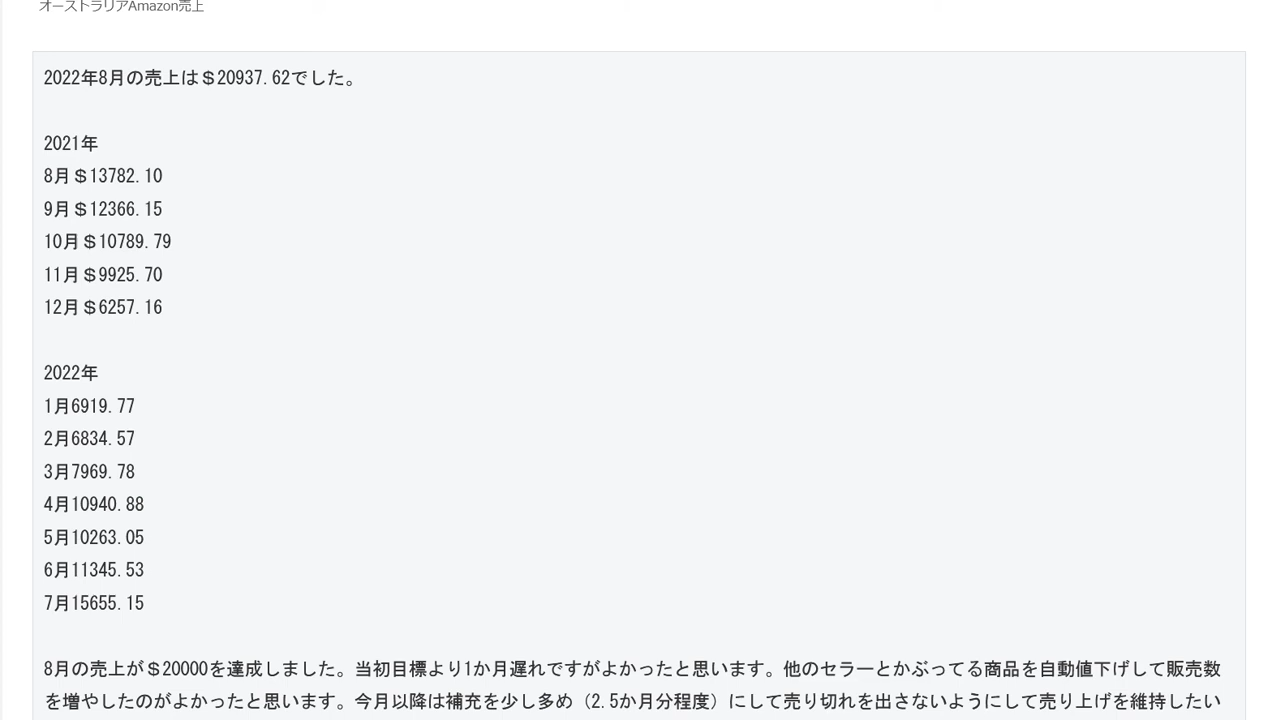 オーストラリアAmazon売上
2022年8月の売上は＄20937.62でした。
2021年
8月＄13782.10
9月＄12366.15
10月＄10789.79
11月＄9925.70
12月＄6257.16
2022年
1月6919.77
2月6834.57
3月7969.78
4月10940.88
5月10263.05
6月11345.53
7月15655.15
8月の売上が＄20000を達成しました。当初目標より1か月遅れですがよかったと思います。他のセラーとかぶってる商品を自動値下げして販売数
を増やしたのがよかったと思います。今月以降は補充を少し多め（2.5か月分程度）にして売り切れを出さないようにして売り上げを維持したい